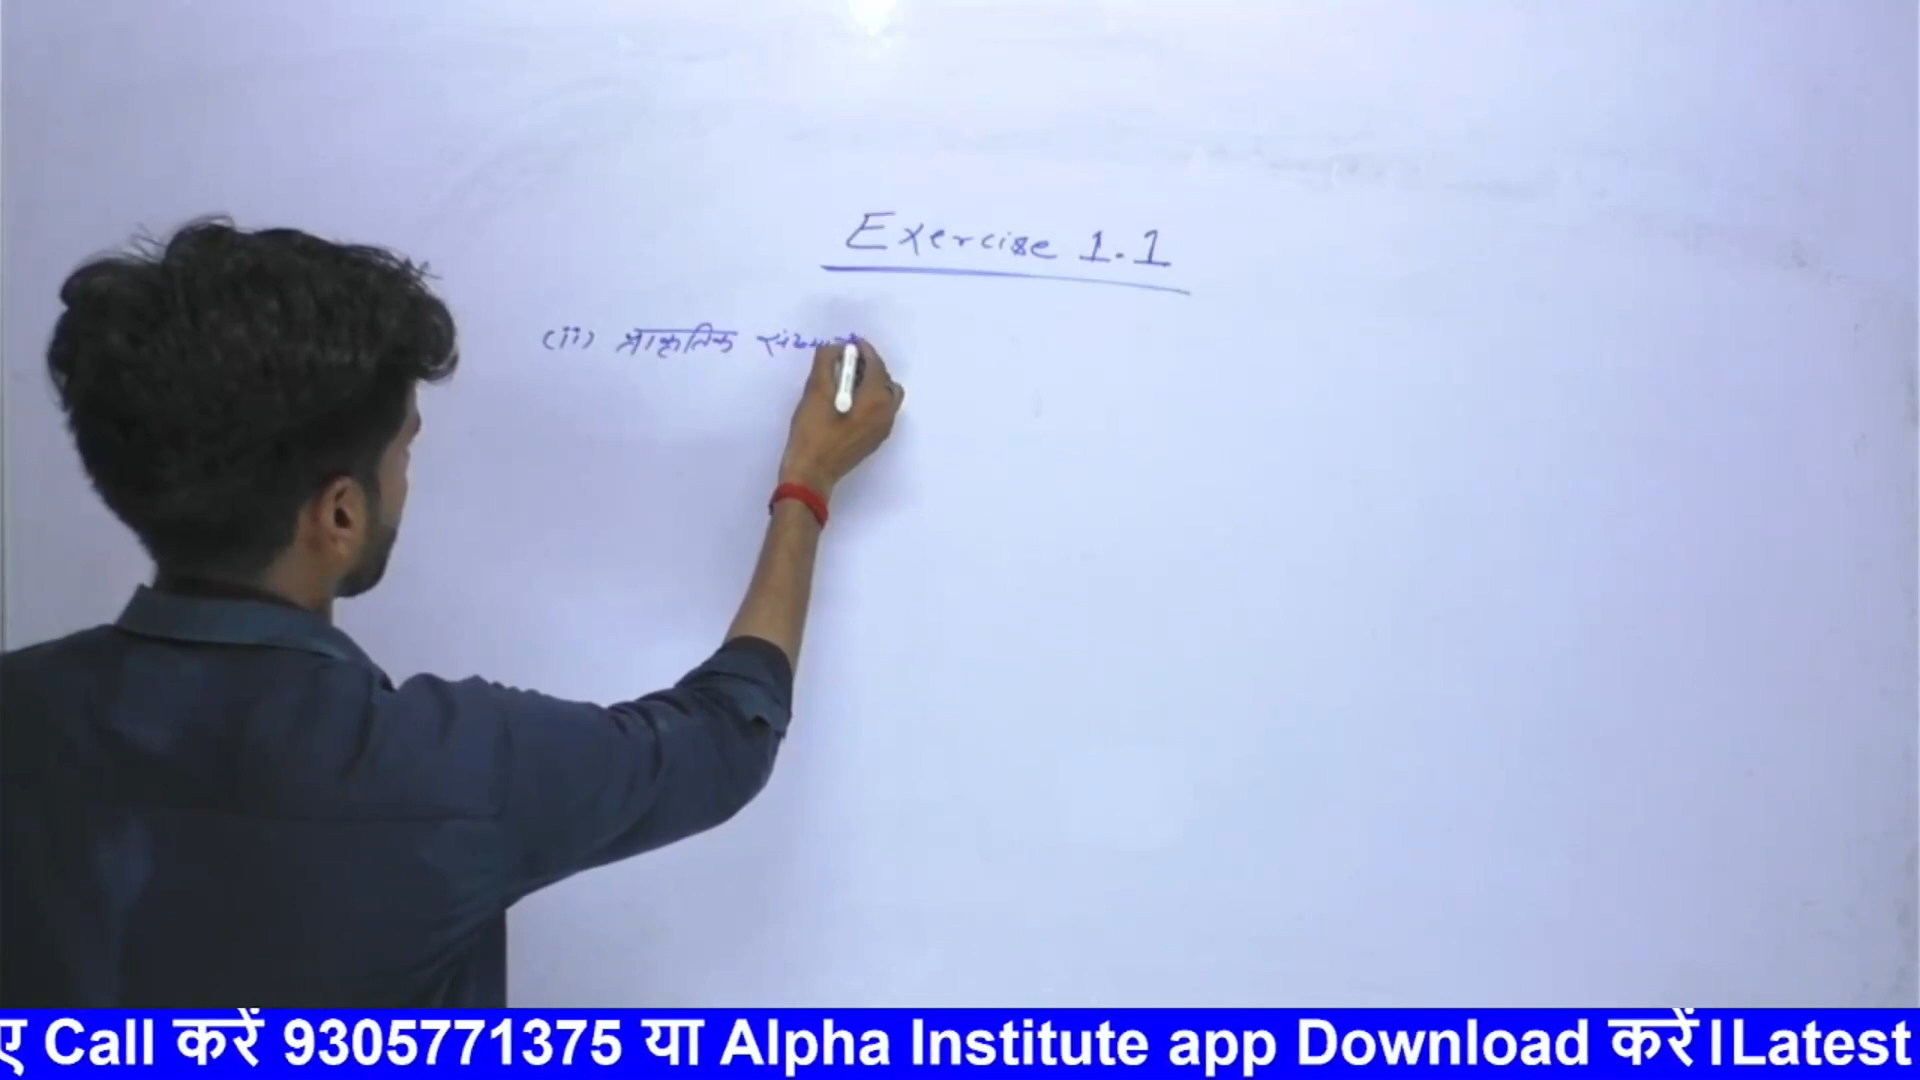 Exercise 1.1
(ii) प्राकृतिक
ए Call करें 9305771375 या Alpha Institute app Download करें।Latest